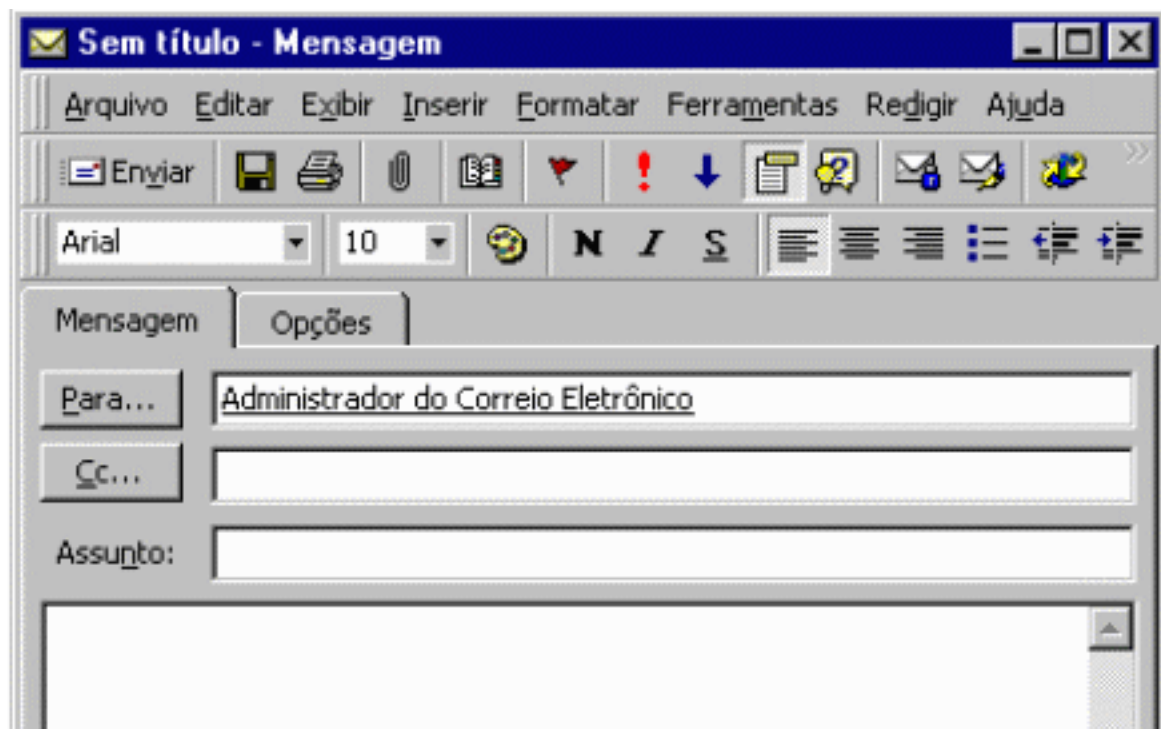 Sem título - Mensagem
Arquivo Editar Exibir Inserir Formatar Ferramentas Redigir Ajuda
Enviar
Arial 10 N I S
Mensagem Opções
Para... Administrador do Correio Eletrônico
Cc...
Assunto: